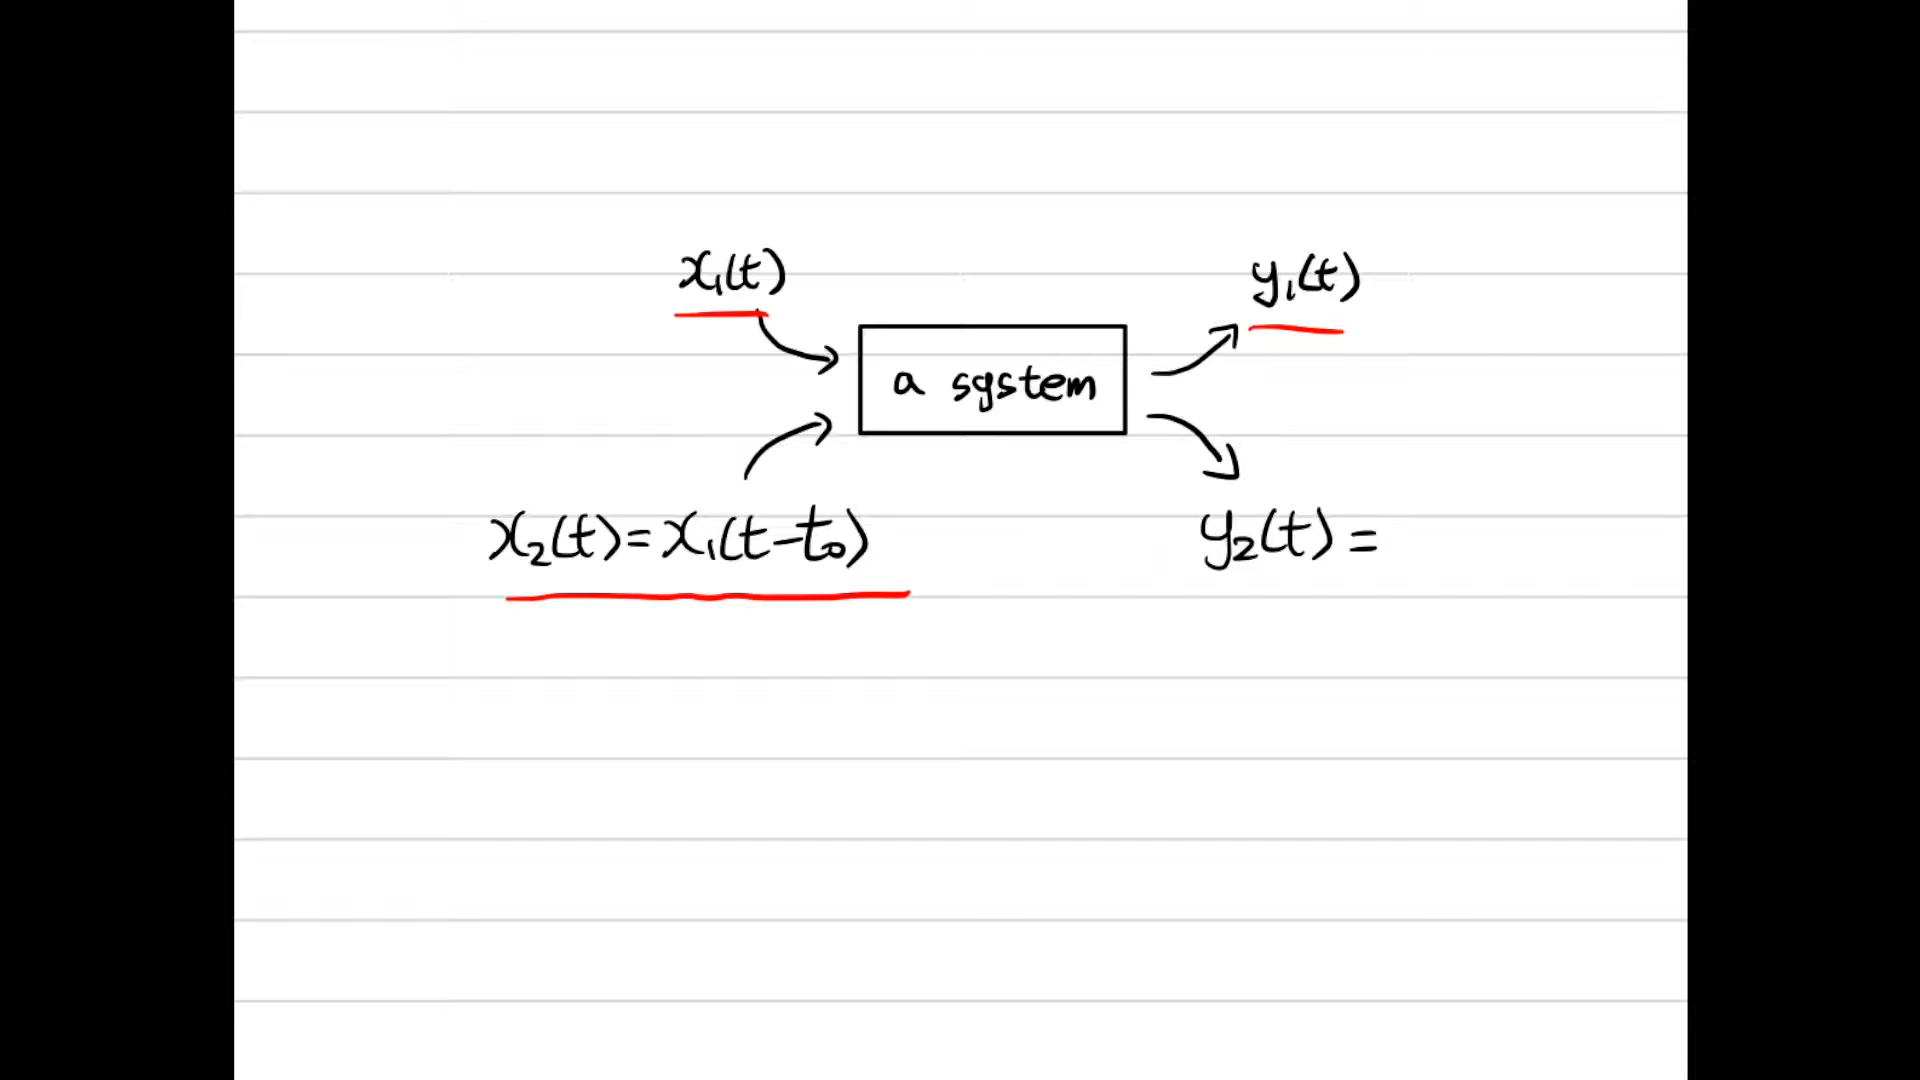 x₁(t)
y₁(t)
a system
x₂(t)=x₁(t-t₀)
y₂(t)=